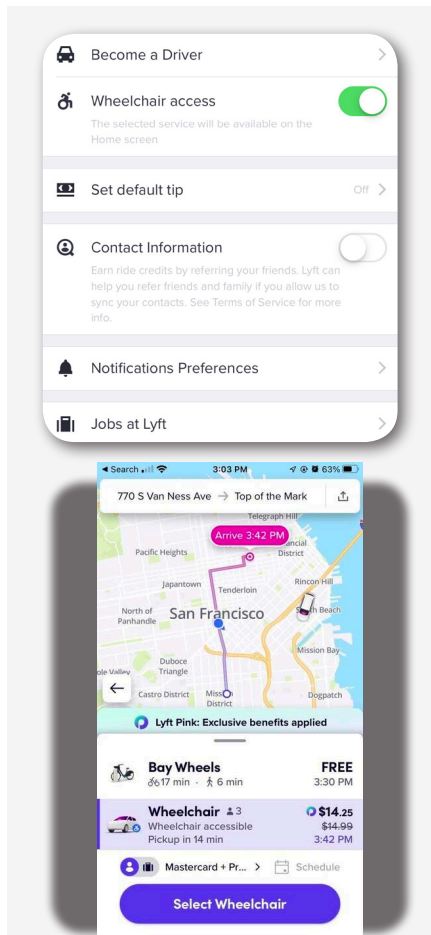 Become a Driver
Wheelchair access
The selected service will be available on the
Home screen
Set default tip
Off
Contact Information
Earn ride credits by referring your friends. Lyft can
help you refer friends and family if you allow us to
sync your contacts. See Terms of Service for more
info.
Notifications Preferences
Jobs at Lyft
Search
3:03 PM
63%
770 S Van Ness Ave → Top of the Mark
Telegraph Hill
Arrive 3:42 PM
Pacific Heights
District
Japantown
Tenderloin
Rincon Hill
North of
Panhandle
San Francisco
Beach
Mission Bay
Duboce
Triangle
Valley
Castro District
Mission
District
Dogpatch
Lyft Pink: Exclusive benefits applied
Bay Wheels
FREE
17 min · 6 min
3:30 PM
Wheelchair 3
$14.25
Wheelchair accessible
$14.99
Pickup in 14 min
3:42 PM
Mastercard + Pr...
Schedule
Select Wheelchair